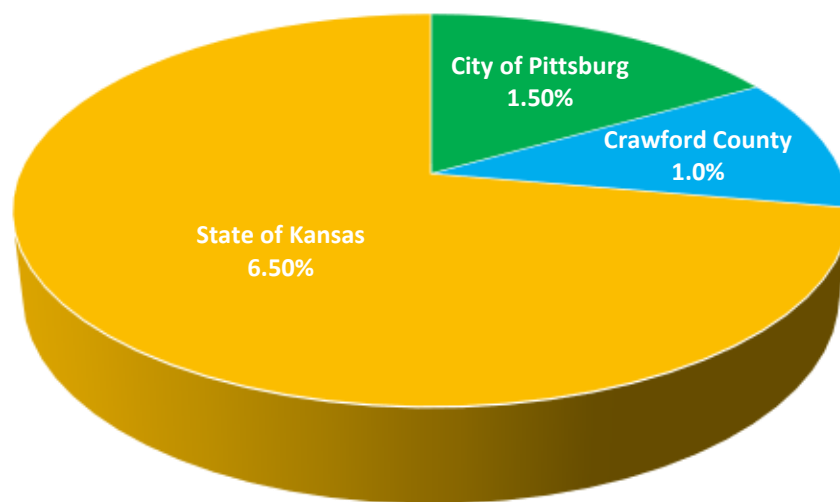 City of Pittsburg
1.50%
Crawford County
1.0%
State of Kansas
6.50%